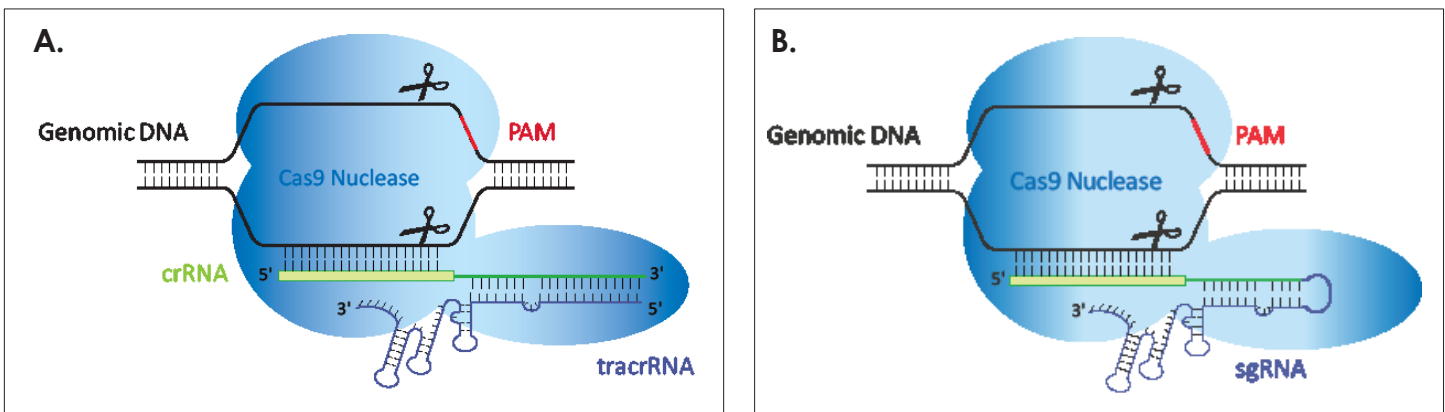 A.
Genomic DNA
PAM
Cas9 Nuclease
crRNA
5'
3'
3'
5'
tracrRNA
B.
Genomic DNA
PAM
Cas9 Nuclease
5'
3'
sgRNA